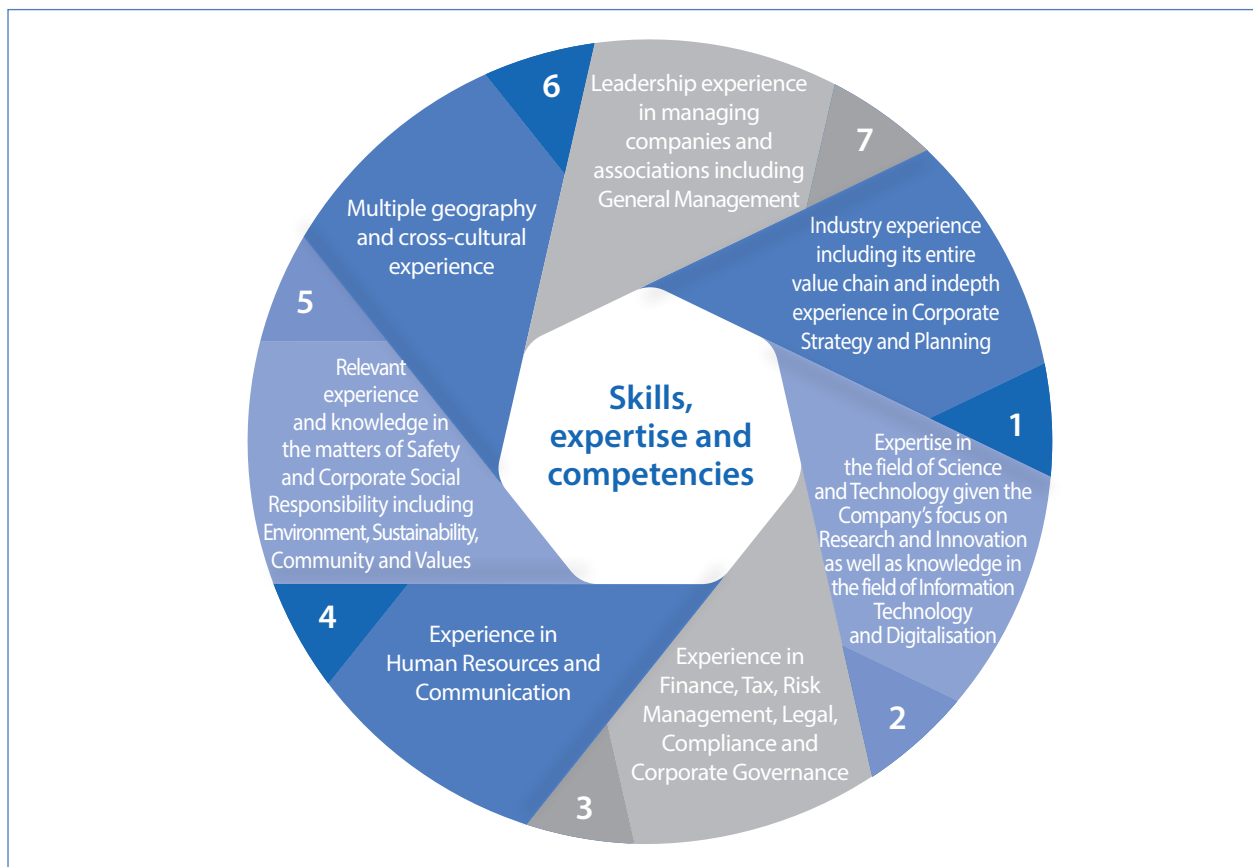 Skills,
expertise and
competencies
Industry experience
including its entire
value chain and indepth
experience in Corporate
Strategy and Planning
1
Expertise in
the field of Science
and Technology given the
Company's focus on
Research and Innovation
as well as knowledge in
the field of Information
Technology
and Digitalisation
2
Experience in
Finance, Tax, Risk
Management, Legal,
Compliance and
Corporate Governance
3
Experience in
Human Resources and
Communication
4
Relevant
experience
and knowledge in
the matters of Safety
and Corporate Social
Responsibility including
Environment, Sustainability,
Community and Values
5
Multiple geography
and cross-cultural
experience
6
Leadership experience
in managing
companies and
associations including
General Management
7